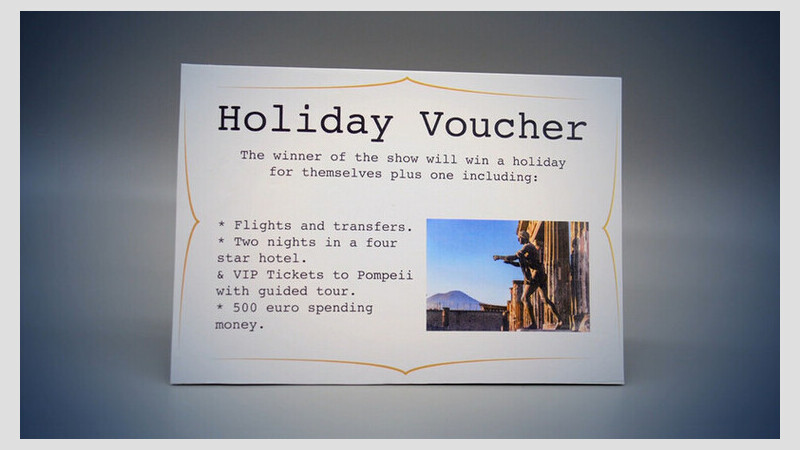 Holiday Voucher
The winner of the show will win a holiday
for themselves plus one including:
* Flights and transfers.
* Two nights in a four
star hotel.
& VIP Tickets to Pompeii
with guided tour.
* 500 euro spending
money.